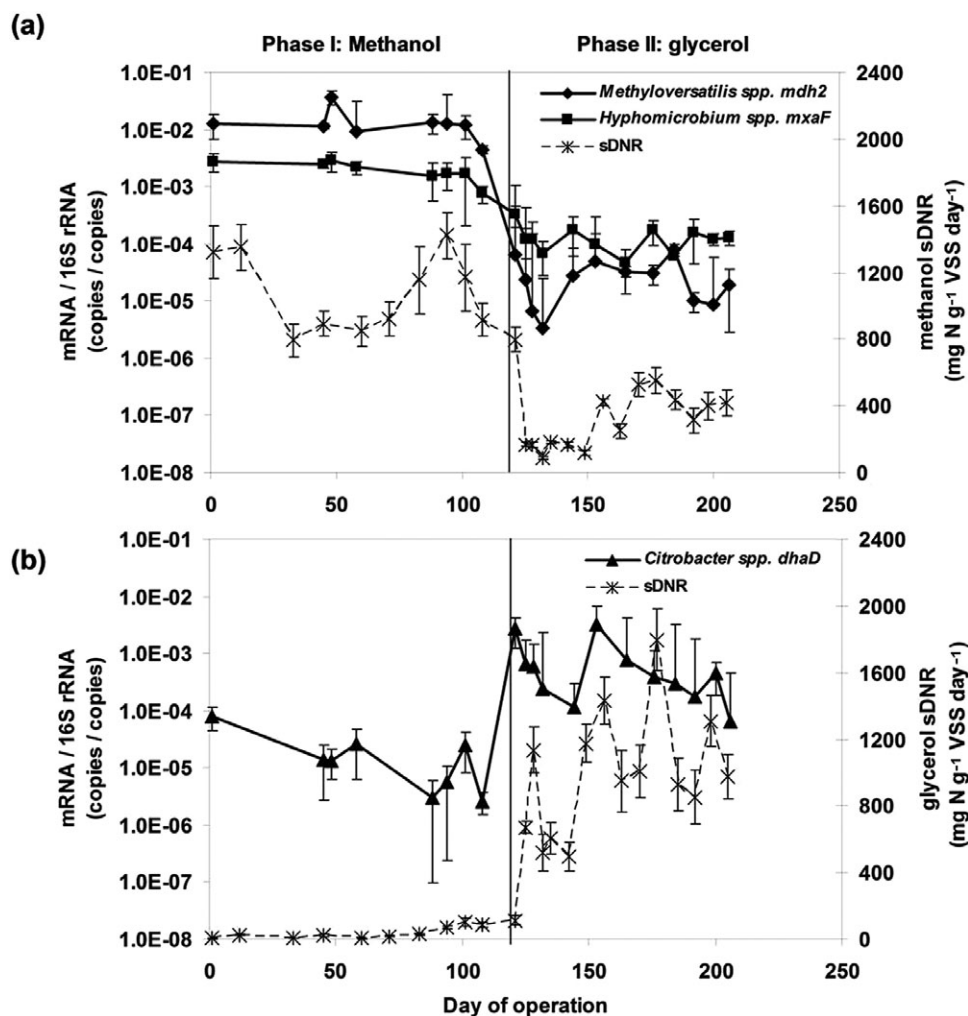 (a)
Phase I: Methanol Phase II: glycerol
1.0E-01 2400
Methyloversatilis spp. mdh2
Hyphomicrobium spp. mxaF
sDNR
1.0E-02 2000
1.0E-03 1600
1.0E-04
1.0E-05 1200
1.0E-06 800
1.0E-07 400
1.0E-08 0
mRNA / 16S rRNA
(copies / copies)
methanol sDNR
(mg N g⁻¹ VSS day⁻¹)
0 50 100 150 200 250
(b)
1.0E-01 2400
Citrobacter spp. dhaD
sDNR
1.0E-02 2000
1.0E-03 1600
1.0E-04
1.0E-05 1200
1.0E-06 800
1.0E-07 400
1.0E-08 0
mRNA / 16S rRNA
(copies / copies)
glycerol sDNR
(mg N g⁻¹ VSS day⁻¹)
0 50 100 150 200 250
Day of operation